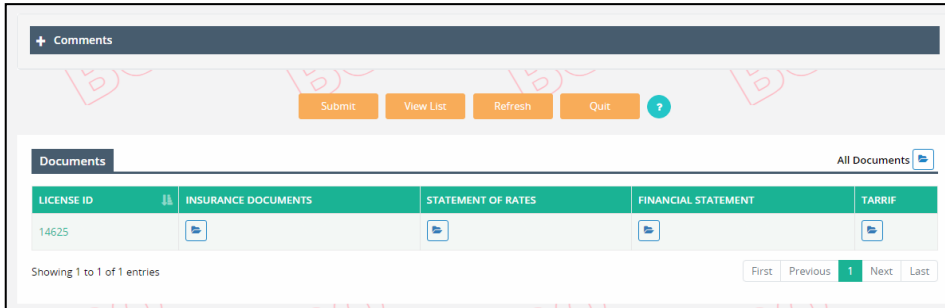 + Comments
Submit View List Refresh Quit ?
Documents All Documents
LICENSE ID INSURANCE DOCUMENTS STATEMENT OF RATES FINANCIAL STATEMENT TARRIF
14625
Showing 1 to 1 of 1 entries First Previous 1 Next Last